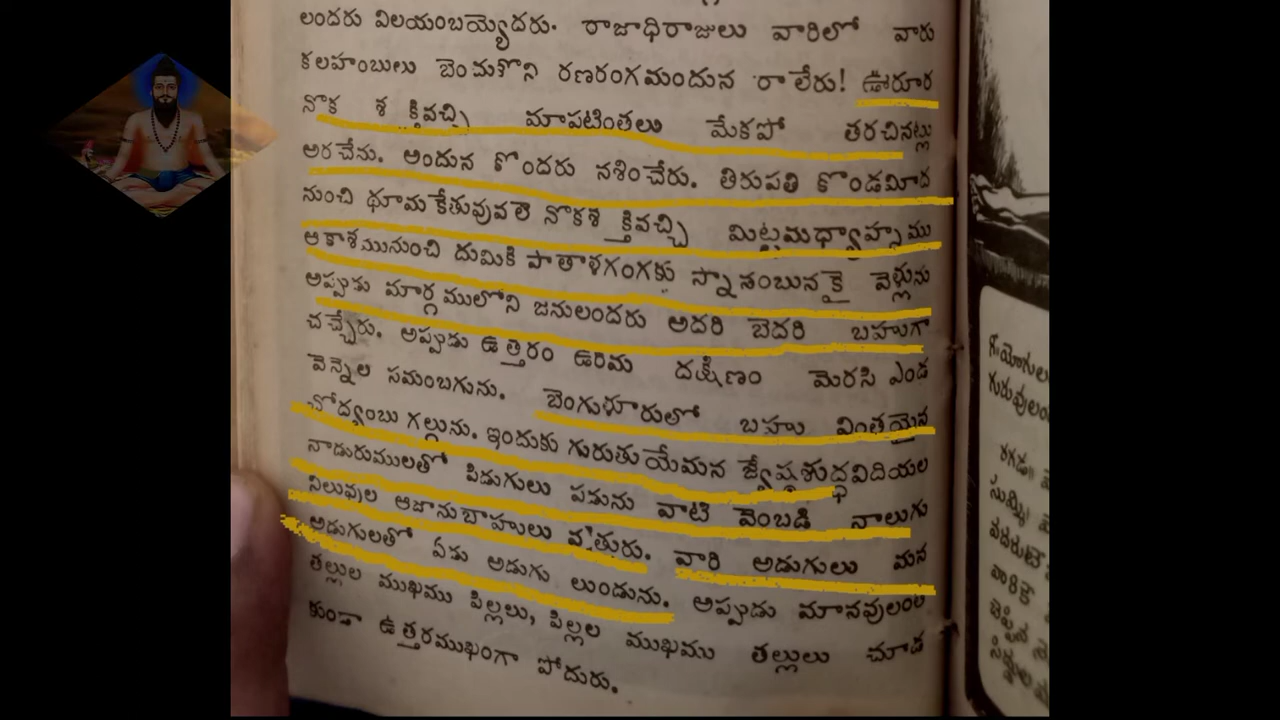 లందరు విలయంబయ్యెదరు. రాజాధిరాజులు వారిలో వారు
కలహంబులు బెంచుకొని రణరంగమందున రాలేరు! ఊరూర
నొక శక్తివచ్చి మాపటింతలు మేకపో తరచినట్లు
అరచేను. అందున కొందరు నశించేరు. తిరుపతి కొండమీద
నుంచి ధూమకేతువువలె నొకశక్తివచ్చి మిట్టమధ్యాహ్నము
ఆకాశమునుంచి దుమికి పాతాళగంగకు స్నానంబునకై వెళ్లును
అప్పుడు మార్గములోని జనులందరు అదరి బెదరి బహుగా
చచ్చేరు. అప్పుడు ఉత్తరం ఉరిమి దక్షిణం మెరసి ఎండ
వెన్నెల సమంబగును. బెంగుళూరులో బహు వింతయైన
చోద్యంబు గల్గును. ఇందుకు గురుతుయేమన జ్యేష్ఠశుద్ధవిదియల
నాడురుములతో పిడుగులు పడును వాటి వెంబడి నాలుగు
నిలువుల ఆజానుబాహులు వత్తురు. వారి అడుగులు మన
అడుగులతో ఏడు అడుగు లుండును. అప్పుడు మానవులంత
తల్లుల ముఖము పిల్లలు, పిల్లల ముఖము తల్లులు చూడ
కుండా ఉత్తరముఖంగా పోదురు.
గురువులం